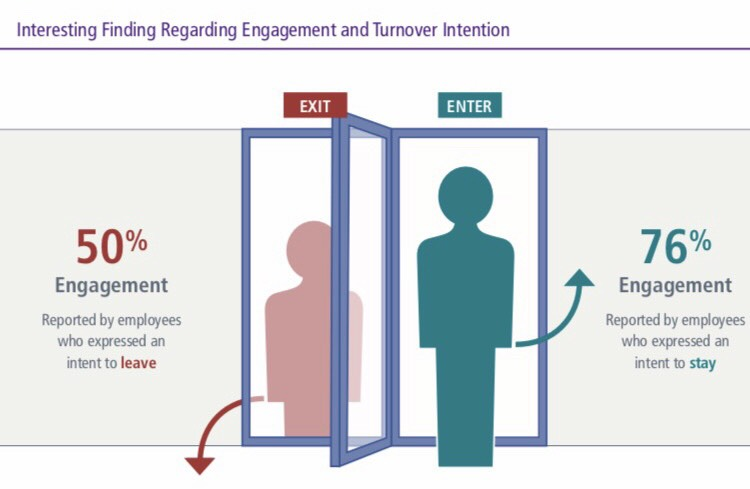 Interesting Finding Regarding Engagement and Turnover Intention
EXIT
ENTER
50%
Engagement
Reported by employees
who expressed an
intent to leave
76%
Engagement
Reported by employees
who expressed an
intent to stay